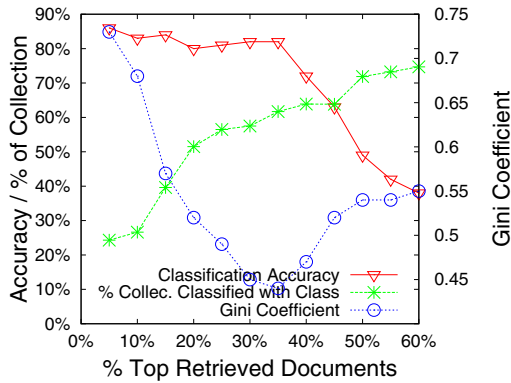 90%
80%
70%
60%
50%
40%
30%
20%
10%
0%
Accuracy / % of Collection
0.75
0.7
0.65
0.6
0.55
0.5
0.45
Gini Coefficient
Classification Accuracy
% Collec. Classified with Class
Gini Coefficient
0% 10% 20% 30% 40% 50% 60%
% Top Retrieved Documents